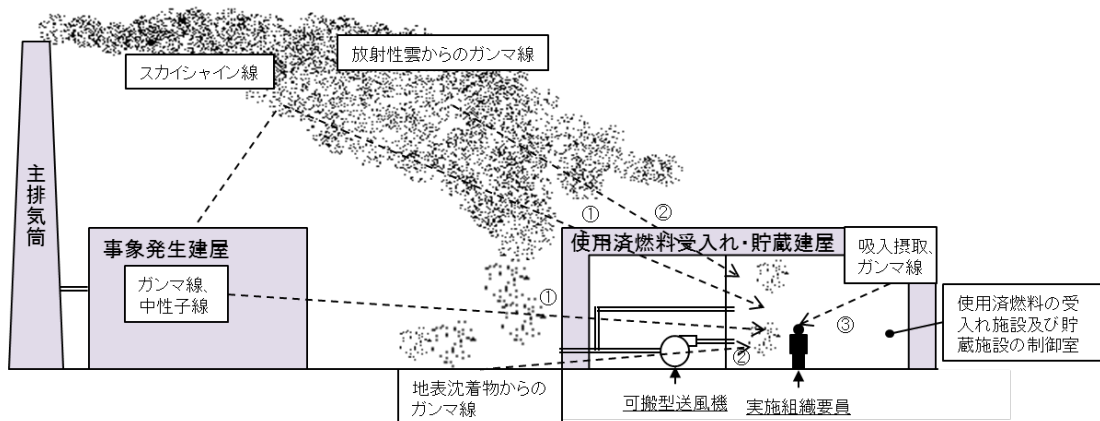 スカイシャイン線
放射性雲からのガンマ線
主排気筒
①
②
事象発生建屋
使用済燃料受入れ・貯蔵建屋
吸入摂取、
ガンマ線
ガンマ線、
中性子線
①
③
使用済燃料の受
入れ施設及び貯
蔵施設の制御室
②
地表沈着物からの
ガンマ線
可搬型送風機
実施組織要員